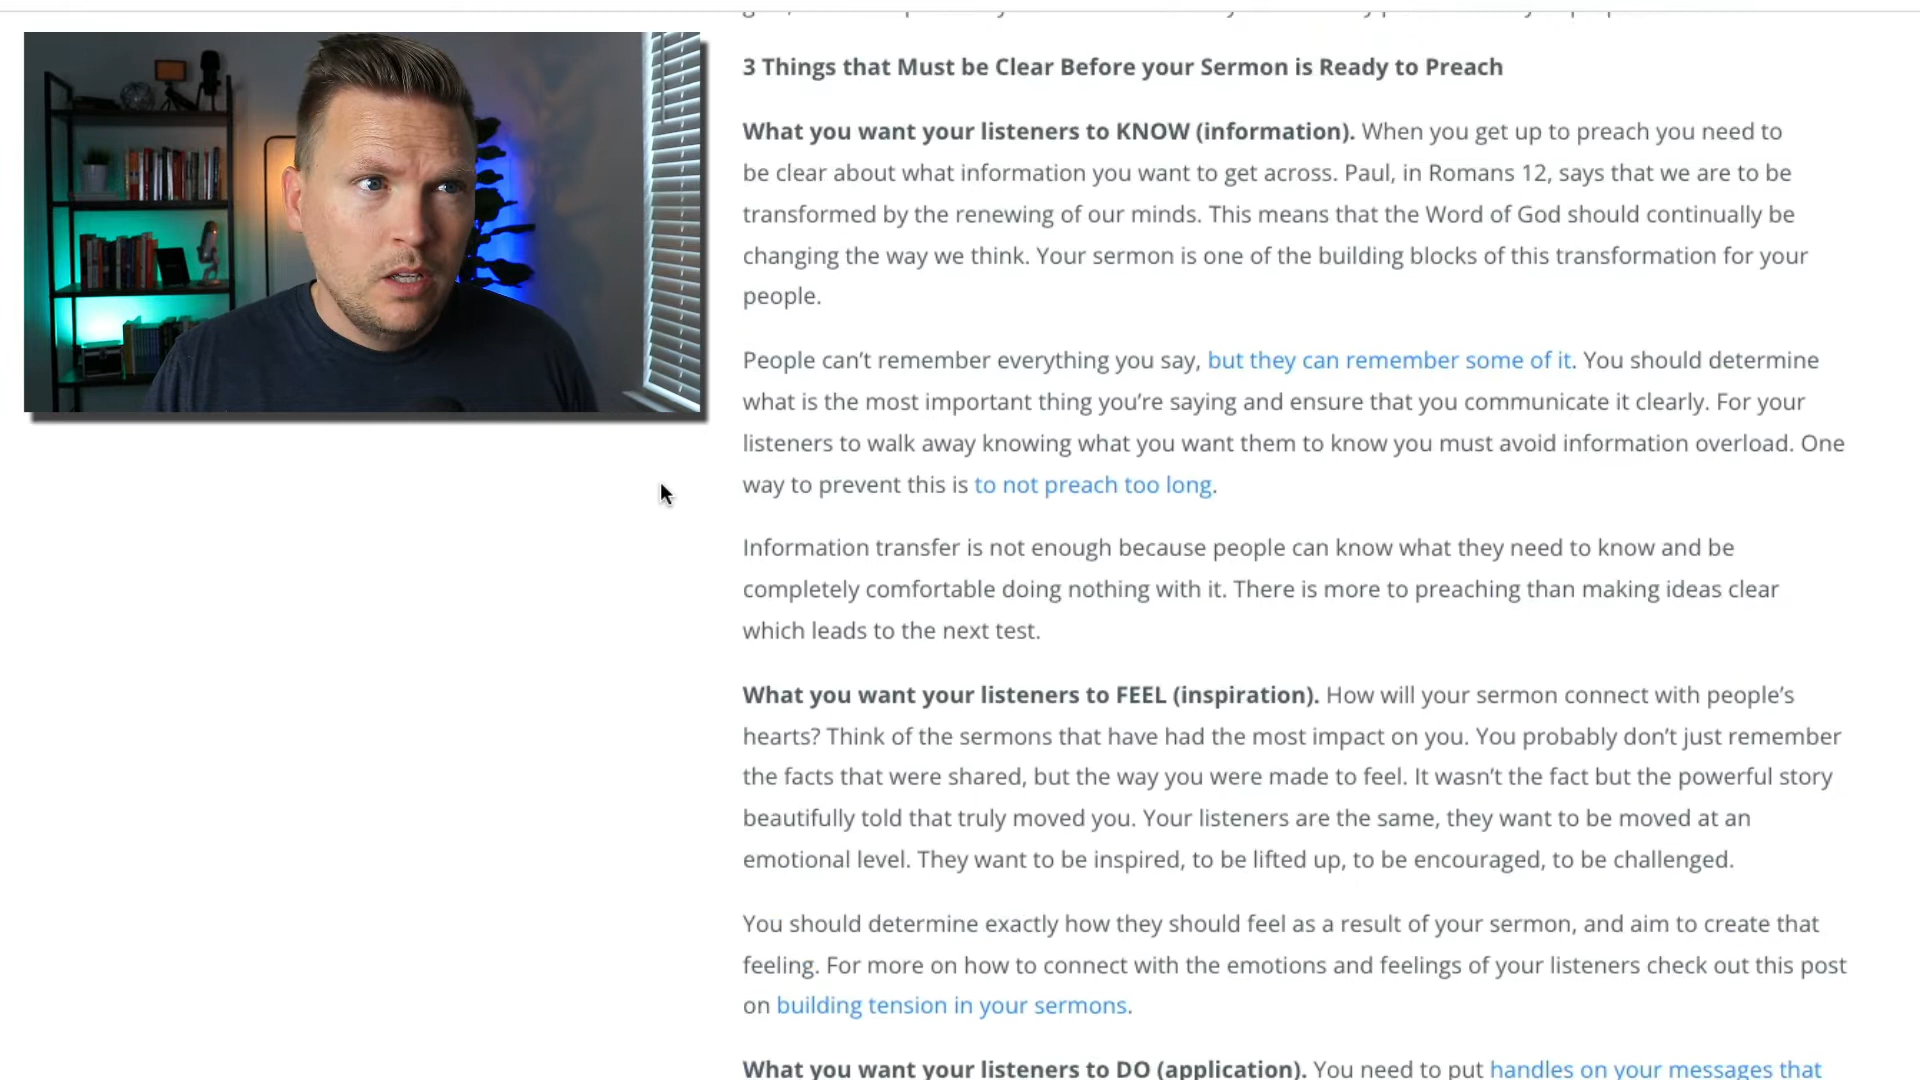 3 Things that Must be Clear Before your Sermon is Ready to Preach
What you want your listeners to KNOW (information). When you get up to preach you need to
be clear about what information you want to get across. Paul, in Romans 12, says that we are to be
transformed by the renewing of our minds. This means that the Word of God should continually be
changing the way we think. Your sermon is one of the building blocks of this transformation for your
people.
People can’t remember everything you say, but they can remember some of it. You should determine
what is the most important thing you’re saying and ensure that you communicate it clearly. For your
listeners to walk away knowing what you want them to know you must avoid information overload. One
way to prevent this is to not preach too long.
Information transfer is not enough because people can know what they need to know and be
completely comfortable doing nothing with it. There is more to preaching than making ideas clear
which leads to the next test.
What you want your listeners to FEEL (inspiration). How will your sermon connect with people’s
hearts? Think of the sermons that have had the most impact on you. You probably don’t just remember
the facts that were shared, but the way you were made to feel. It wasn’t the fact but the powerful story
beautifully told that truly moved you. Your listeners are the same, they want to be moved at an
emotional level. They want to be inspired, to be lifted up, to be encouraged, to be challenged.
You should determine exactly how they should feel as a result of your sermon, and aim to create that
feeling. For more on how to connect with the emotions and feelings of your listeners check out this post
on building tension in your sermons.
What you want your listeners to DO (application). You need to put handles on your messages that